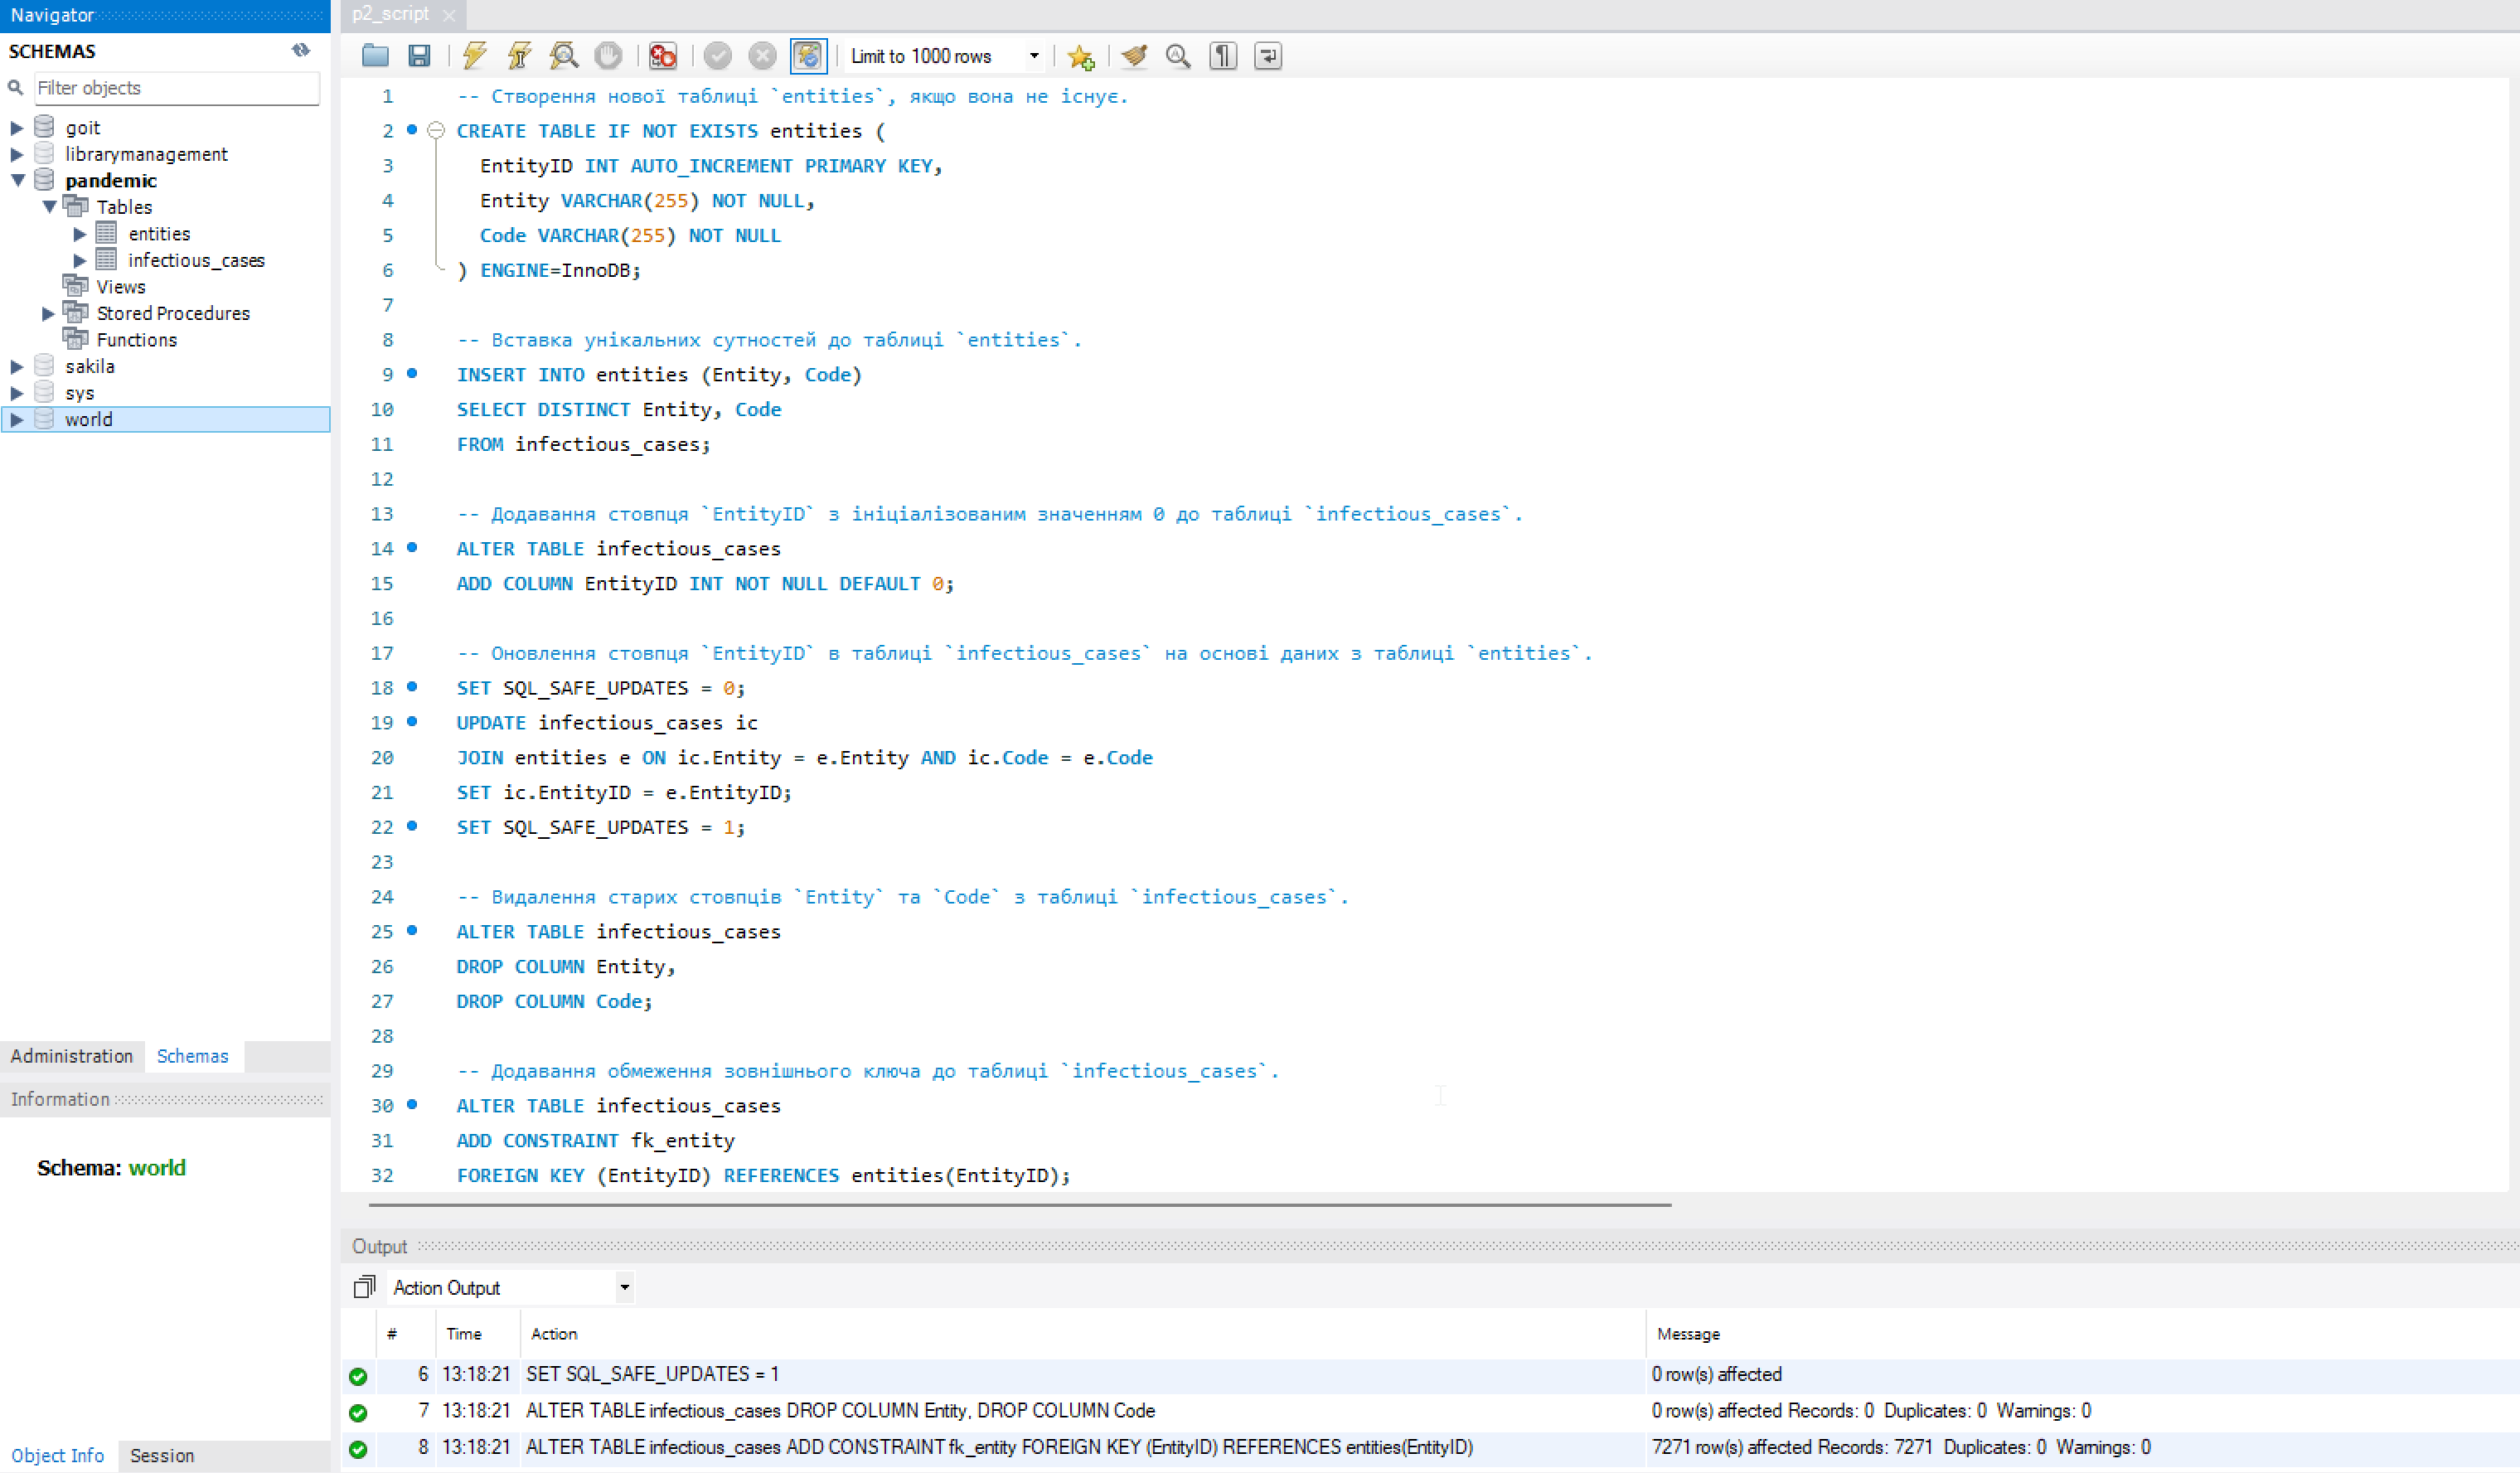 Navigator
SCHEMAS
Filter objects
goit
librarymanagement
pandemic
Tables
entities
infectious_cases
Views
Stored Procedures
Functions
sakila
sys
world
Administration
Schemas
Information
Schema: world
Object Info
Session
p2_script
Limit to 1000 rows
1 -- Створення нової таблиці `entities`, якщо вона не існує.
2 CREATE TABLE IF NOT EXISTS entities (
3 EntityID INT AUTO_INCREMENT PRIMARY KEY,
4 Entity VARCHAR(255) NOT NULL,
5 Code VARCHAR(255) NOT NULL
6 ) ENGINE=InnoDB;
7
8 -- Вставка унікальних сутностей до таблиці `entities`.
9 INSERT INTO entities (Entity, Code)
10 SELECT DISTINCT Entity, Code
11 FROM infectious_cases;
12
13 -- Додавання стовпця `EntityID` з ініціалізованим значенням 0 до таблиці `infectious_cases`.
14 ALTER TABLE infectious_cases
15 ADD COLUMN EntityID INT NOT NULL DEFAULT 0;
16
17 -- Оновлення стовпця `EntityID` в таблиці `infectious_cases` на основі даних з таблиці `entities`.
18 SET SQL_SAFE_UPDATES = 0;
19 UPDATE infectious_cases ic
20 JOIN entities e ON ic.Entity = e.Entity AND ic.Code = e.Code
21 SET ic.EntityID = e.EntityID;
22 SET SQL_SAFE_UPDATES = 1;
23
24 -- Видалення старих стовпців `Entity` та `Code` з таблиці `infectious_cases`.
25 ALTER TABLE infectious_cases
26 DROP COLUMN Entity,
27 DROP COLUMN Code;
28
29 -- Додавання обмеження зовнішнього ключа до таблиці `infectious_cases`.
30 ALTER TABLE infectious_cases
31 ADD CONSTRAINT fk_entity
32 FOREIGN KEY (EntityID) REFERENCES entities(EntityID);
Output
Action Output
# Time Action Message
6 13:18:21 SET SQL_SAFE_UPDATES = 1 0 row(s) affected
7 13:18:21 ALTER TABLE infectious_cases DROP COLUMN Entity, DROP COLUMN Code 0 row(s) affected Records: 0 Duplicates: 0 Warnings: 0
8 13:18:21 ALTER TABLE infectious_cases ADD CONSTRAINT fk_entity FOREIGN KEY (EntityID) REFERENCES entities(EntityID) 7271 row(s) affected Records: 7271 Duplicates: 0 Warnings: 0